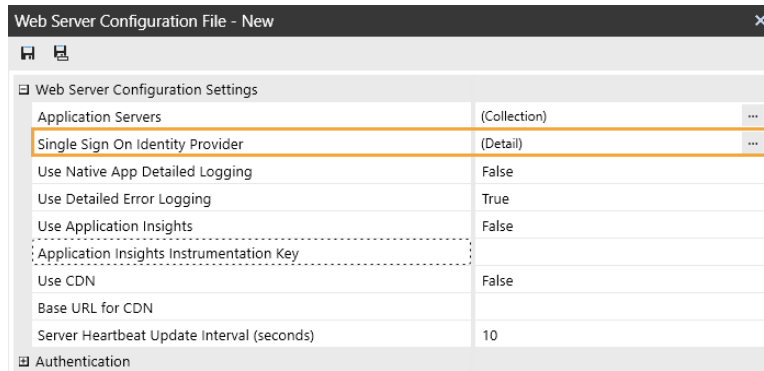 Web Server Configuration File - New
Web Server Configuration Settings
Application Servers (Collection) ...
Single Sign On Identity Provider (Detail) ...
Use Native App Detailed Logging False
Use Detailed Error Logging True
Use Application Insights False
Application Insights Instrumentation Key
Use CDN False
Base URL for CDN
Server Heartbeat Update Interval (seconds) 10
Authentication